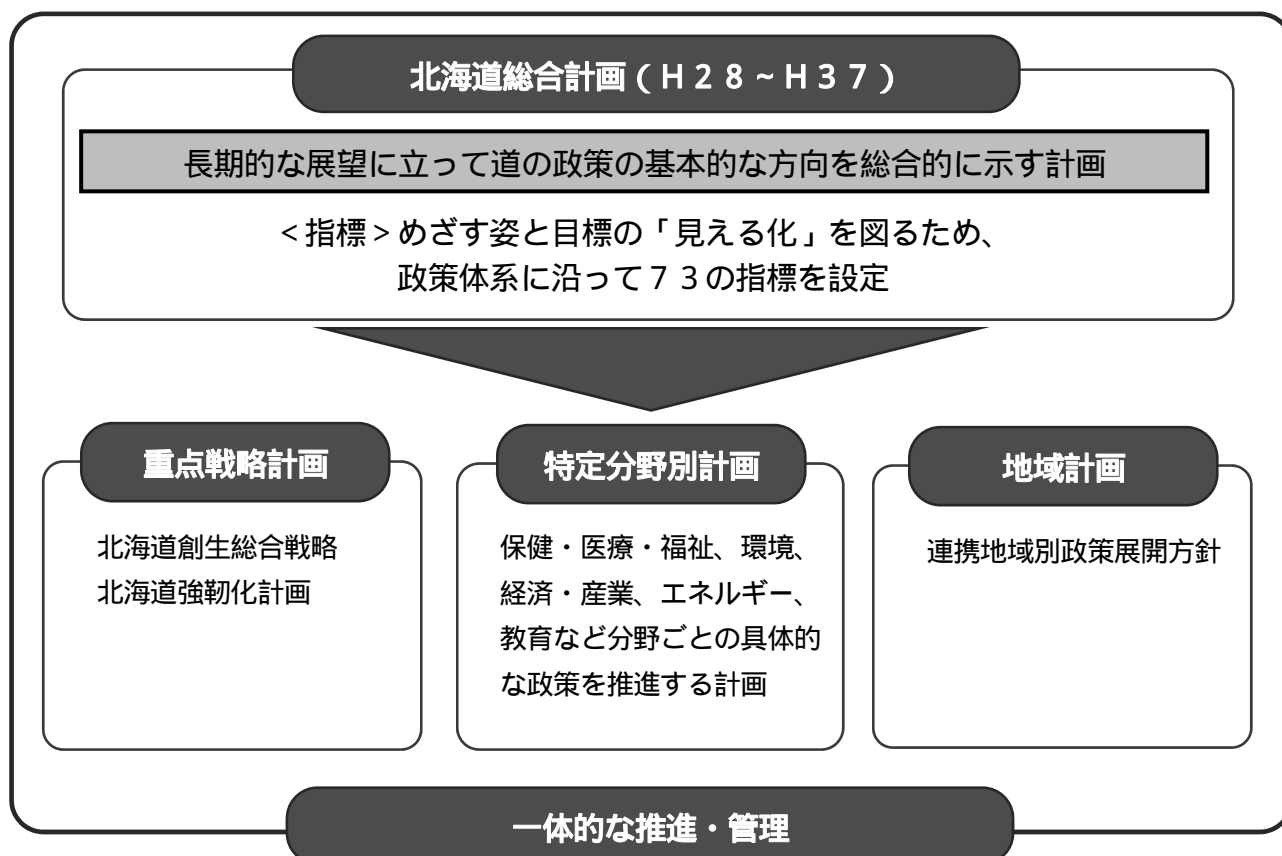 北海道総合計画(H28~H37)
長期的な展望に立って道の政策の基本的な方向を総合的に示す計画
<指標>めざす姿と目標の「見える化」を図るため、
政策体系に沿って73の指標を設定
重点戦略計画
北海道創生総合戦略
北海道強靭化計画
特定分野別計画
保健・医療・福祉、環境、
経済・産業、エネルギー、
教育など分野ごとの具体的
な政策を推進する計画
地域計画
連携地域別政策展開方針
一体的な推進・管理